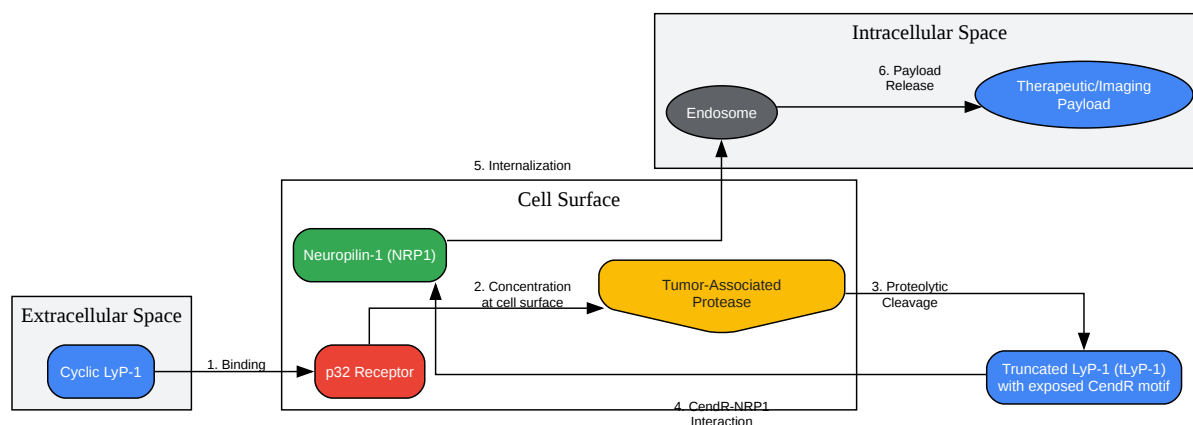 Intracellular Space
6. Payload
Release
Therapeutic/Imaging
Payload
Endosome
5. Internalization
Cell Surface
Neuropilin-1 (NRP1)
2. Concentration
at cell surface
Tumor-Associated
Protease
3. Proteolytic
Cleavage
Extracellular Space
Cyclic LyP-1
1. Binding
p32 Receptor
Truncated LyP-1 (tLyP-1)
with exposed CendR motif
4. CendR-NRP1
Interaction